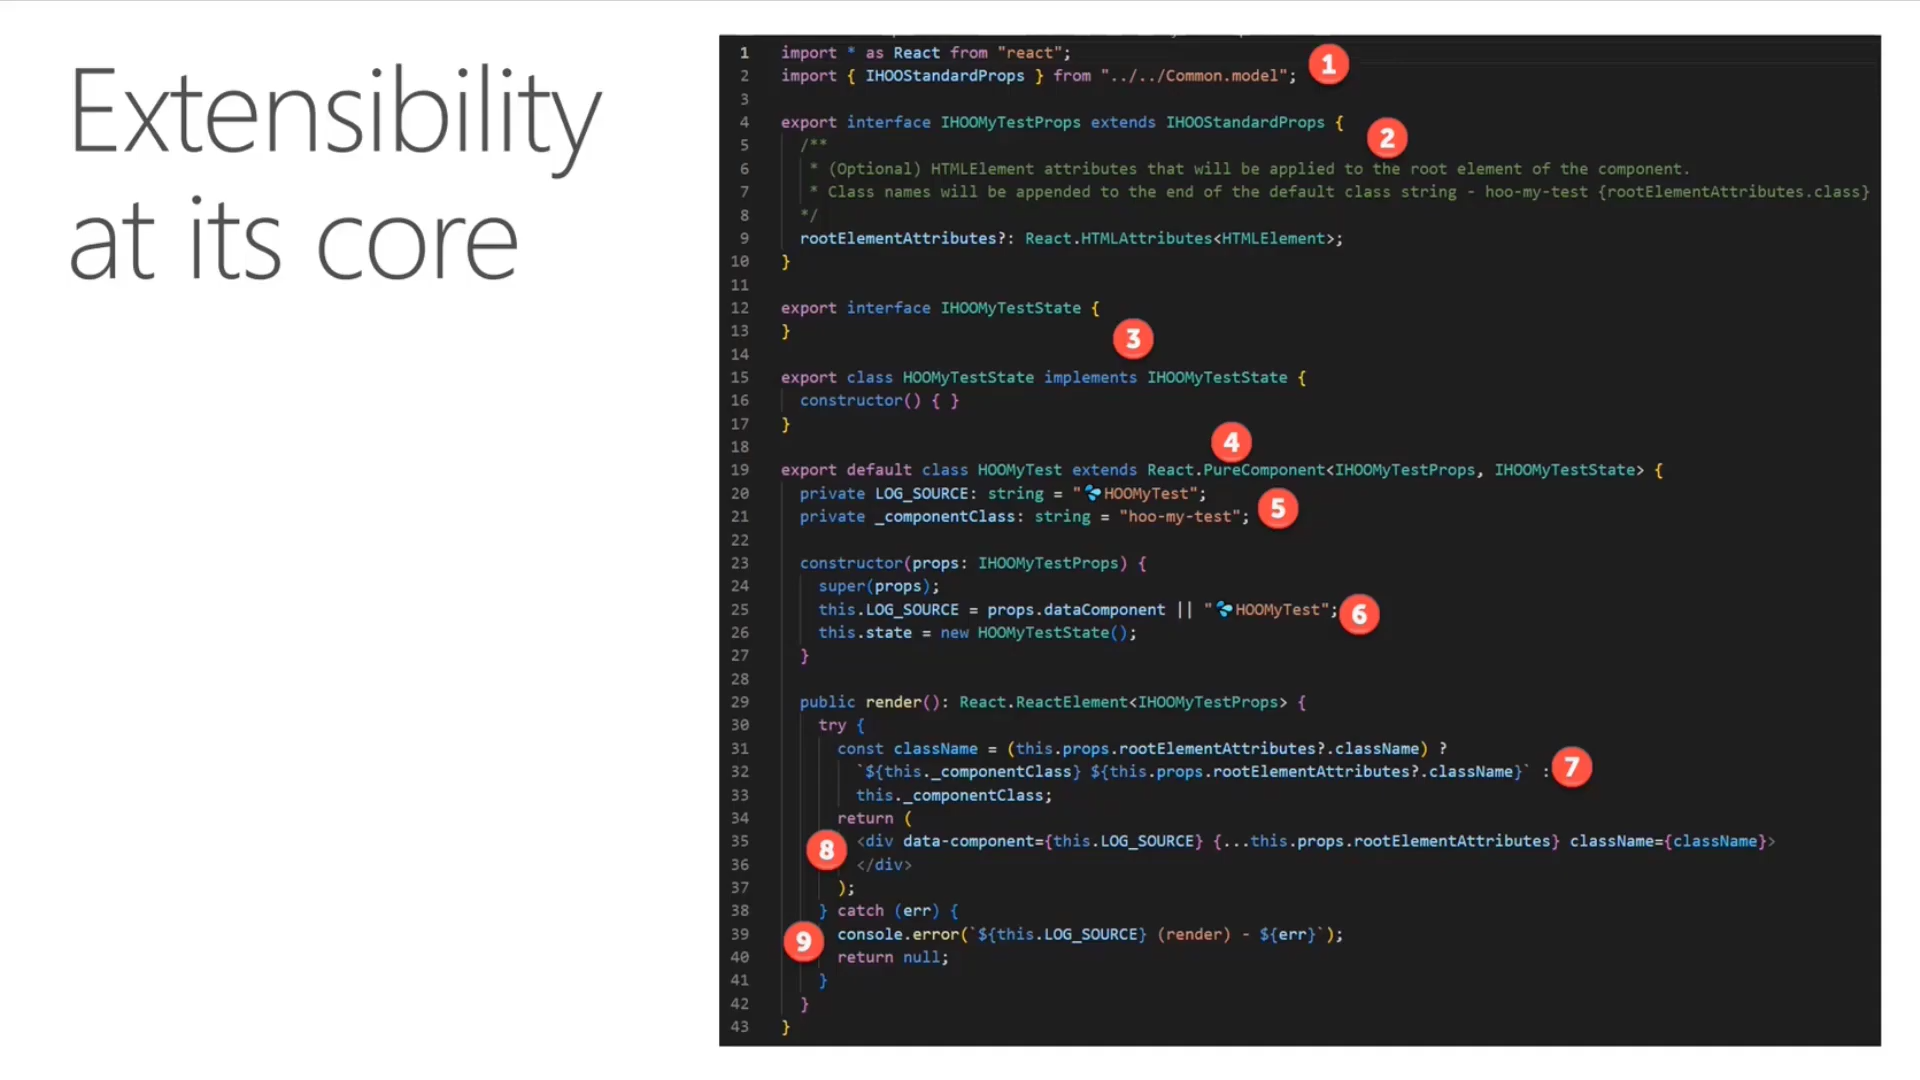 Extensibility
at its core
1 import * as React from "react";
2 import { IHOOStandardProps } from "../../Common.model"; 1
3
4 export interface IHOOMyTestProps extends IHOOStandardProps { 2
5 /**
6 * (Optional) HTMLElement attributes that will be applied to the root element of the component.
7 * Class names will be appended to the end of the default class string - hoo-my-test {rootElementAttributes.class}
8 */
9 rootElementAttributes?: React.HTMLAttributes<HTMLElement>;
10 }
11
12 export interface IHOOMyTestState {
13 } 3
14
15 export class HOOMyTestState implements IHOOMyTestState {
16 constructor() { }
17 }
18 4
19 export default class HOOMyTest extends React.PureComponent<IHOOMyTestProps, IHOOMyTestState> {
20 private LOG_SOURCE: string = "💦HOOMyTest";
21 private _componentClass: string = "hoo-my-test"; 5
22
23 constructor(props: IHOOMyTestProps) {
24 super(props);
25 this.LOG_SOURCE = props.dataComponent || "💦HOOMyTest"; 6
26 this.state = new HOOMyTestState();
27 }
28
29 public render(): React.ReactElement<IHOOMyTestProps> {
30 try {
31 const className = (this.props.rootElementAttributes?.className) ?
32 `${this._componentClass} ${this.props.rootElementAttributes?.className}` : 7
33 this._componentClass;
34 return (
35 8 <div data-component={this.LOG_SOURCE} {...this.props.rootElementAttributes} className={className}>
36 </div>
37 );
38 } catch (err) {
39 9 console.error(`${this.LOG_SOURCE} (render) - ${err}`);
40 return null;
41 }
42 }
43 }